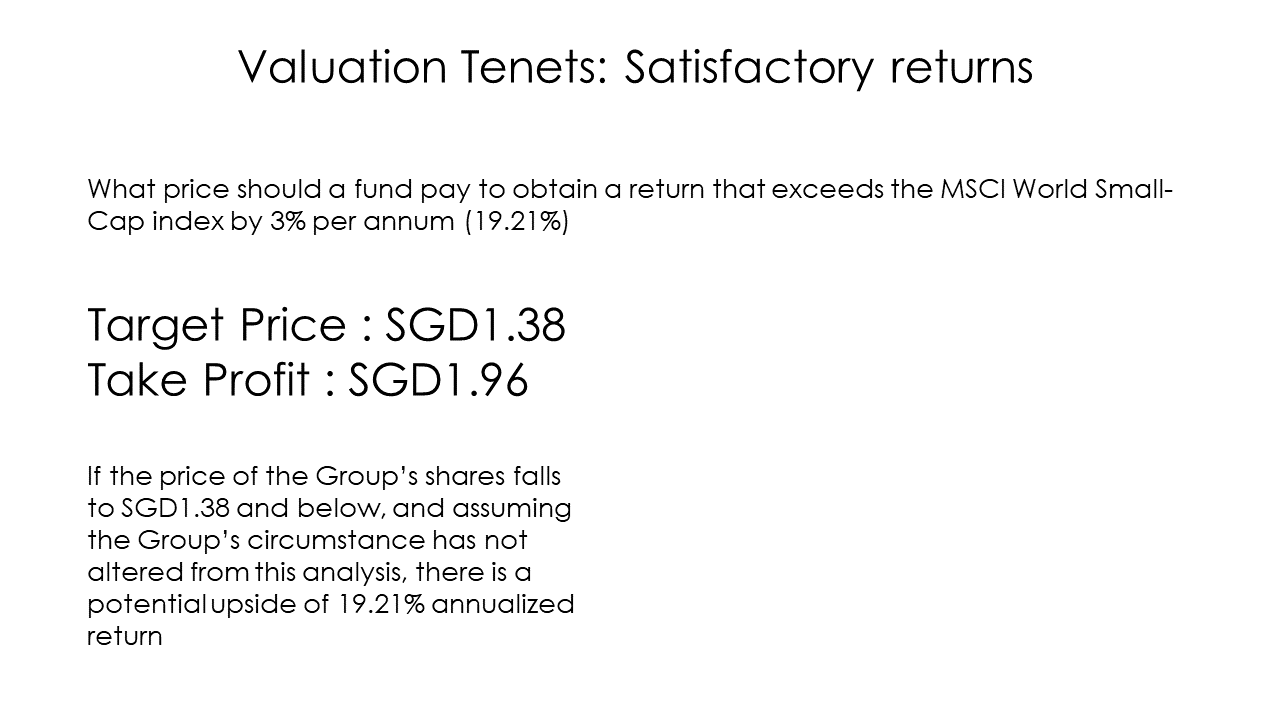 Valuation Tenets: Satisfactory returns
What price should a fund pay to obtain a return that exceeds the MSCI World Small-
Cap index by 3% per annum (19.21%)
Target Price : SGD1.38
Take Profit : SGD1.96
If the price of the Group’s shares falls
to SGD1.38 and below, and assuming
the Group’s circumstance has not
altered from this analysis, there is a
potential upside of 19.21% annualized
return